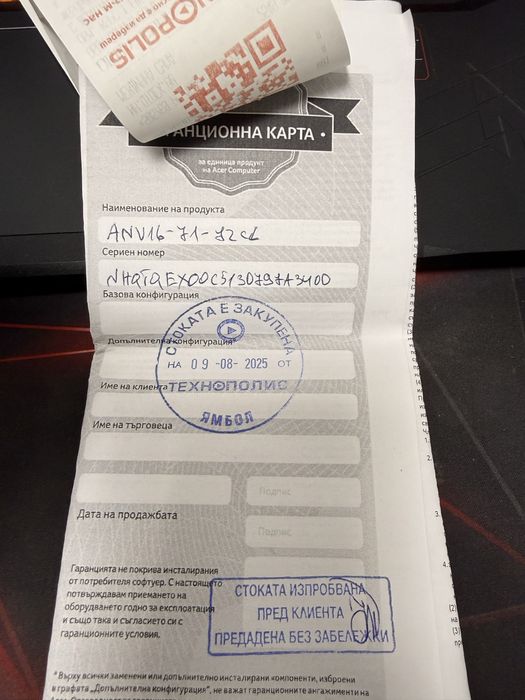 ТЕХНОПОЛИС
ГАРАНЦИОННА КАРТА •
за единица продукт
на Acer Computer
Наименование на продукта
ANV16-71-72CL
Сериен номер
Базова конфигурация
Допълнителна конфигурация*
СТОКАТА Е ЗАКУПЕНА
НА 09-08-2025 ОТ
ТЕХНОПОЛИС
ЯМБОЛ
Име на клиента
Име на търговеца
Подпис
Дата на продажбата
Подпис
Гаранцията не покрива инсталирания
от потребителя софтуер. С настоящето
потвърждавам приемането на
оборудването годно за експлоатация
и също така и съгласието си с
гаранционните условия.
СТОКАТА ИЗПРОБВАНА
ПРЕД КЛИЕНТА
ПРЕДАДЕНА БЕЗ ЗАБЕЛЕЖКИ
*Върху всички заменени или допълнително инсталирани компоненти, изброени
в графата „Допълнителна конфигурация", не важат гаранционните ангажименти на